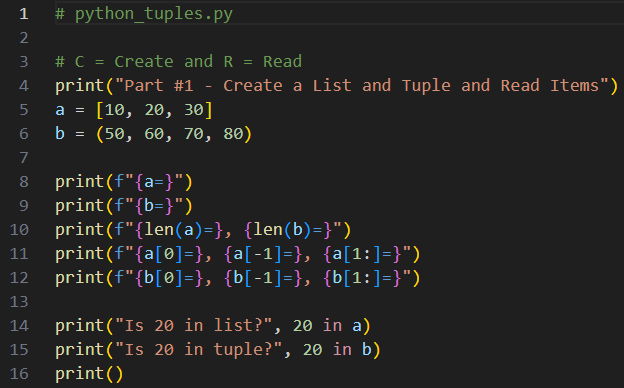 1 # python_tuples.py
2
3 # C = Create and R = Read
4 print("Part #1 - Create a List and Tuple and Read Items")
5 a = [10, 20, 30]
6 b = (50, 60, 70, 80)
7
8 print(f"{a=}")
9 print(f"{b=}")
10 print(f"{len(a)=}, {len(b)=}")
11 print(f"{a[0]=}, {a[-1]=}, {a[1:]=}")
12 print(f"{b[0]=}, {b[-1]=}, {b[1:]=}")
13
14 print("Is 20 in list?", 20 in a)
15 print("Is 20 in tuple?", 20 in b)
16 print()